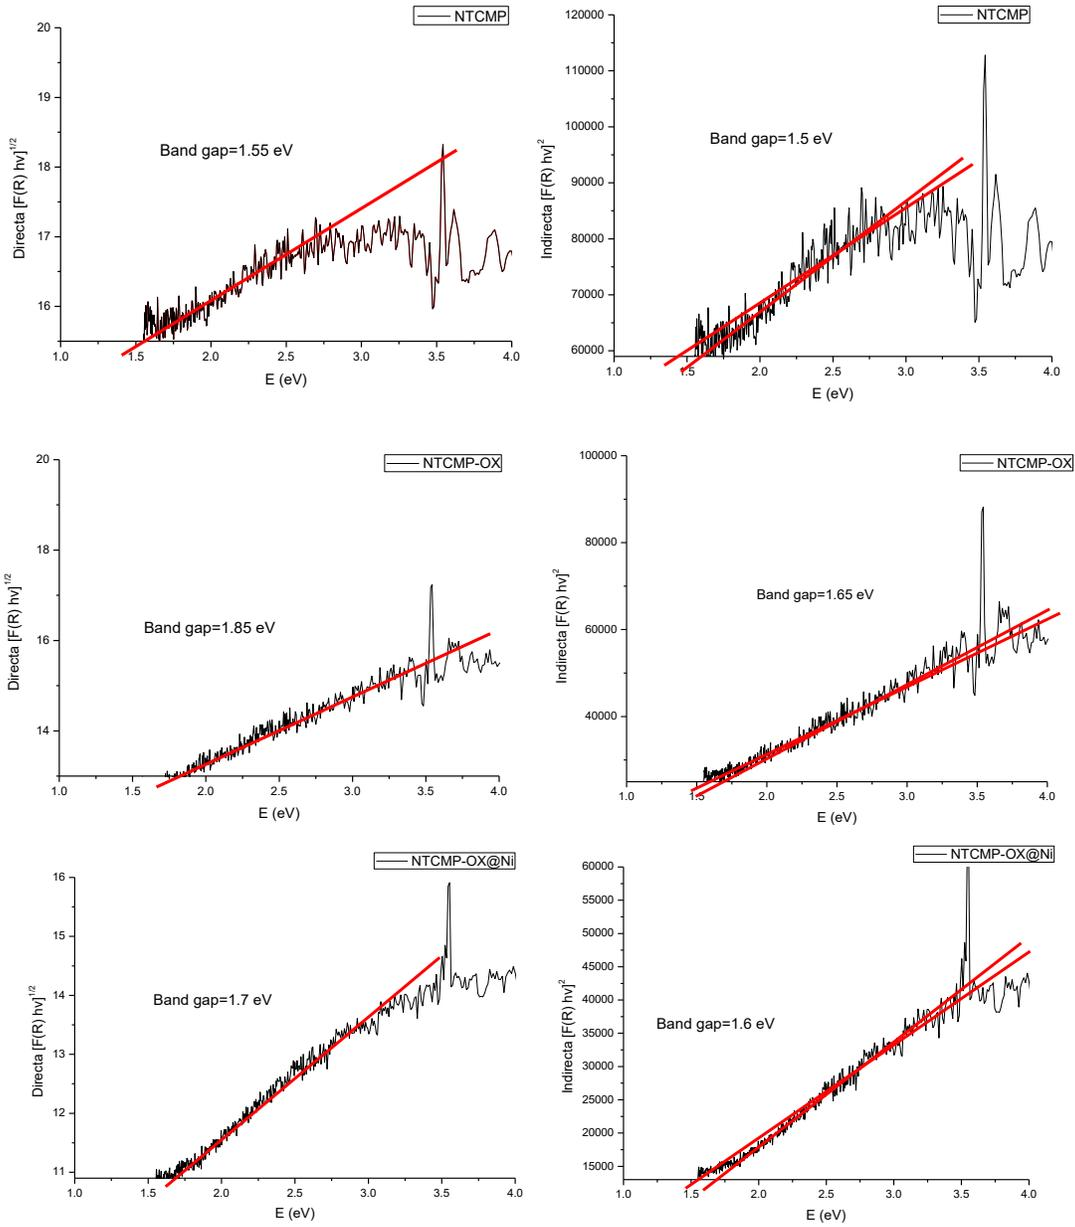 NTCMP
20
19
18
17
16
Directa [F(R) hv]1/2
Band gap=1.55 eV
1.0 1.5 2.0 2.5 3.0 3.5 4.0
E (eV)
NTCMP
120000
110000
100000
90000
80000
70000
60000
Indirecta [F(R) hv]2
Band gap=1.5 eV
1.0 1.5 2.0 2.5 3.0 3.5 4.0
E (eV)
NTCMP-OX
20
18
16
14
Directa [F(R) hv]1/2
Band gap=1.85 eV
1.0 1.5 2.0 2.5 3.0 3.5 4.0
E (eV)
NTCMP-OX
100000
80000
60000
40000
Indirecta [F(R) hv]2
Band gap=1.65 eV
1.0 1.5 2.0 2.5 3.0 3.5 4.0
E (eV)
NTCMP-OX@Ni
16
15
14
13
12
11
Directa [F(R) hv]1/2
Band gap=1.7 eV
1.0 1.5 2.0 2.5 3.0 3.5 4.0
E (eV)
NTCMP-OX@Ni
60000
55000
50000
45000
40000
35000
30000
25000
20000
15000
Indirecta [F(R) hv]2
Band gap=1.6 eV
1.0 1.5 2.0 2.5 3.0 3.5 4.0
E (eV)